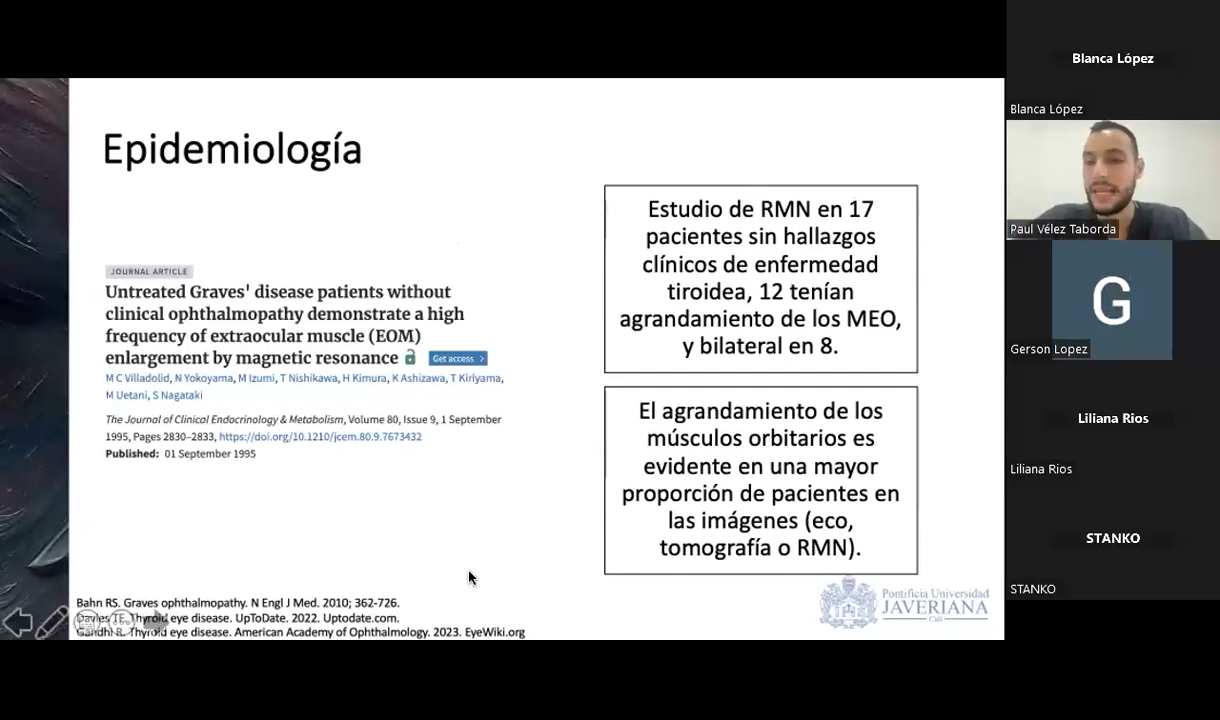 Epidemiología
JOURNAL ARTICLE
Untreated Graves' disease patients without
clinical ophthalmopathy demonstrate a high
frequency of extraocular muscle (EOM)
enlargement by magnetic resonance
Get access
M C Villadolid, N Yokoyama, M Izumi, T Nishikawa, H Kimura, K Ashizawa, T Kiriyama,
M Uetani, S Nagataki
The Journal of Clinical Endocrinology & Metabolism, Volume 80, Issue 9, 1 September
1995, Pages 2830–2833, https://doi.org/10.1210/jcem.80.9.7673432
Published: 01 September 1995
Estudio de RMN en 17
pacientes sin hallazgos
clínicos de enfermedad
tiroidea, 12 tenían
agrandamiento de los MEO,
y bilateral en 8.
El agrandamiento de los
músculos orbitarios es
evidente en una mayor
proporción de pacientes en
las imágenes (eco,
tomografía o RMN).
Bahn RS. Graves ophthalmopathy. N Engl J Med. 2010; 362-726.
Davies TF. Thyroid eye disease. UpToDate. 2022. Uptodate.com.
Gandhi R. Thyroid eye disease. American Academy of Ophthalmology. 2023. EyeWiki.org
Pontificia Universidad
JAVERIANA
Blanca López
Blanca López
Paul Vélez Taborda
G
Gerson Lopez
Liliana Rios
Liliana Rios
STANKO
STANKO